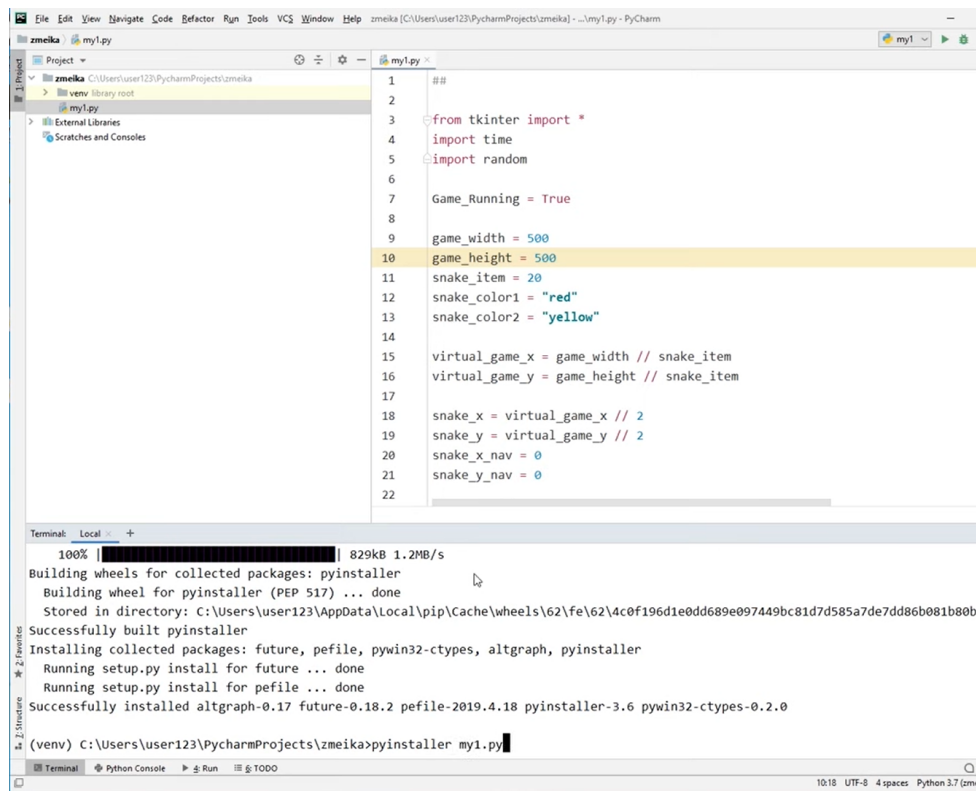 File Edit View Navigate Code Refactor Run Tools VCS Window Help zmeika [C:\Users\user123\PycharmProjects\zmeika] - ...\my1.py - PyCharm
zmeika my1.py my1
1: Project
Project
my1.py
zmeika C:\Users\user123\PycharmProjects\zmeika
venv library root
my1.py
External Libraries
Scratches and Consoles
1 ##
2
3 from tkinter import *
4 import time
5 import random
6
7 Game_Running = True
8
9 game_width = 500
10 game_height = 500
11 snake_item = 20
12 snake_color1 = "red"
13 snake_color2 = "yellow"
14
15 virtual_game_x = game_width // snake_item
16 virtual_game_y = game_height // snake_item
17
18 snake_x = virtual_game_x // 2
19 snake_y = virtual_game_y // 2
20 snake_x_nav = 0
21 snake_y_nav = 0
22
Terminal: Local +
100% | | 829kB 1.2MB/s
Building wheels for collected packages: pyinstaller
Building wheel for pyinstaller (PEP 517) ... done
Stored in directory: C:\Users\user123\AppData\Local\pip\Cache\wheels\62\fe\62\4c0f196d1e0dd689e097449bc81d7d585a7de7dd86b081b80b
Successfully built pyinstaller
Installing collected packages: future, pefile, pywin32-ctypes, altgraph, pyinstaller
Running setup.py install for future ... done
Running setup.py install for pefile ... done
Successfully installed altgraph-0.17 future-0.18.2 pefile-2019.4.18 pyinstaller-3.6 pywin32-ctypes-0.2.0
(venv) C:\Users\user123\PycharmProjects\zmeika>pyinstaller my1.py
2: Favorites
Z: Structure
Terminal Python Console 4: Run 6: TODO
10:18 UTF-8 4 spaces Python 3.7 (zme